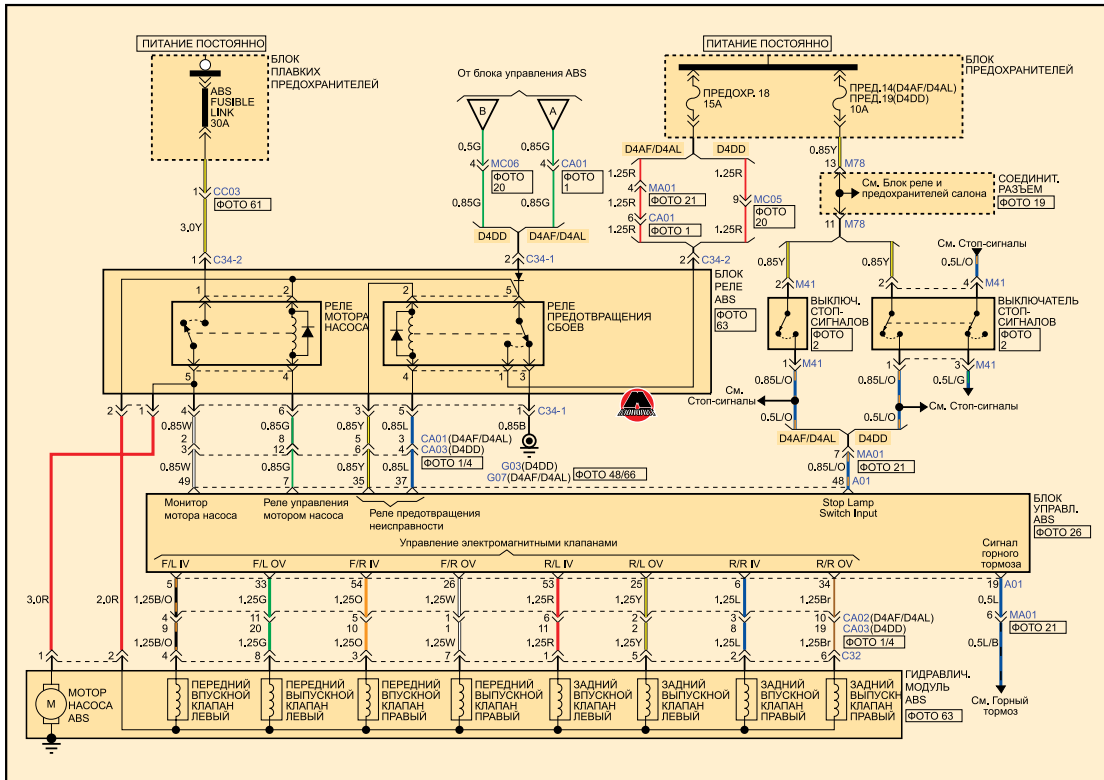 ПИТАНИЕ ПОСТОЯННО
БЛОК
ПЛАВКИХ
ПРЕДОХРАНИТЕЛЕЙ
ABS
FUSIBLE
LINK
30A
От блока управления ABS
B
A
ПИТАНИЕ ПОСТОЯННО
БЛОК
ПРЕДОХРАНИТЕЛЕЙ
ПРЕДОХР. 18
15A
ПРЕД.14(D4AF/D4AL)
ПРЕД.19(D4DD)
10A
0.5G
0.85G
D4AF/D4AL
D4DD
0.85Y
4 MC06
ФОТО
20
4 CA01
ФОТО
1
1.25R
1.25R
13 M78
1 CC03
ФОТО 61
0.85G
0.85G
4 MA01
ФОТО 21
1.25R
6 CA01
ФОТО 1
1.25R
9 MC05
ФОТО
20
1.25R
См. Блок реле и
предохранителей салона
СОЕДИНИТ.
РАЗЪЕМ
ФОТО 19
11 M78
3,0Y
D4DD
D4AF/D4AL
См. Стоп-сигналы
0.5L/O
0.85Y
0.85Y
1 C34-2
2 C34-1
2 C34-2
БЛОК
РЕЛЕ
ABS
ФОТО
63
2 M41
2
4 M41
1
2
РЕЛЕ
МОТОРА
НАСОСА
5
4
2
5
РЕЛЕ
ПРЕДОТВРАЩЕНИЯ
СБОЕВ
4
1
3
ВЫКЛЮЧ.
СТОП-
СИГНАЛОВ
ФОТО
2
ВЫКЛЮЧАТЕЛЬ
СТОП-
СИГНАЛОВ
ФОТО
2
1 M41
1
3 M41
0.85L/O
0.85L/O
0.5L/G
См.
Стоп-сигналы
См. Стоп-сигналы
0.5L/O
0.5L/O
2
1
4
6
3
5
1 C34-1
0.85W
0.85G
0.85Y
0.85L
0.85B
2
8
5
3 CA01(D4AF/D4AL)
3
12
6
4 CA03(D4DD)
ФОТО 1/4
G03(D4DD)
G07(D4AF/D4AL)
ФОТО 48/66
D4AF/D4AL
D4DD
7 MA01
ФОТО 21
0.85L/O
0.85W
0.85G
0.85Y
0.85L
49
7
35
37
48 A01
Монитор
мотора насоса
Реле управления
мотором насоса
Реле предотвращения
неисправности
Stop Lamp
Switch Input
БЛОК
УПРАВЛ.
ABS
ФОТО 26
Управление электромагнитными клапанами
Сигнал
горного
тормоза
F/L IV
F/L OV
F/R IV
F/R OV
R/L IV
R/L OV
R/R IV
R/R OV
5
33
54
26
53
25
6
34
19 A01
3,0R
2,0R
1.25B/O
1.25G
1.25O
1.25W
1.25R
1.25Y
1.25L
1.25Br
0.5L
4
11
5
1
6
2
3
10 CA02(D4AF/D4AL)
9
20
10
1
11
2
8
19 CA03(D4DD)
ФОТО 1/4
6 MA01
ФОТО 21
1.25B/O
1.25G
1.25O
1.25W
1.25R
1.25Y
1.25L
1.25Br
0.5L/B
1
2
4
8
3
7
1
5
2
6 C32
M
МОТОР
НАСОСА
ABS
ПЕРЕДНИЙ
ВПУСКНОЙ
КЛАПАН
ЛЕВЫЙ
ПЕРЕДНИЙ
ВЫПУСКНОЙ
КЛАПАН
ЛЕВЫЙ
ПЕРЕДНИЙ
ВПУСКНОЙ
КЛАПАН
ПРАВЫЙ
ПЕРЕДНИЙ
ВЫПУСКНОЙ
КЛАПАН
ПРАВЫЙ
ЗАДНИЙ
ВПУСКНОЙ
КЛАПАН
ЛЕВЫЙ
ЗАДНИЙ
ВЫПУСКНОЙ
КЛАПАН
ЛЕВЫЙ
ЗАДНИЙ
ВПУСКНОЙ
КЛАПАН
ПРАВЫЙ
ЗАДНИЙ
ВЫПУСКН
КЛАПАН
ПРАВЫЙ
ГИДРАВЛИЧ.
МОДУЛЬ
ABS
ФОТО 63
См. Горный
тормоз